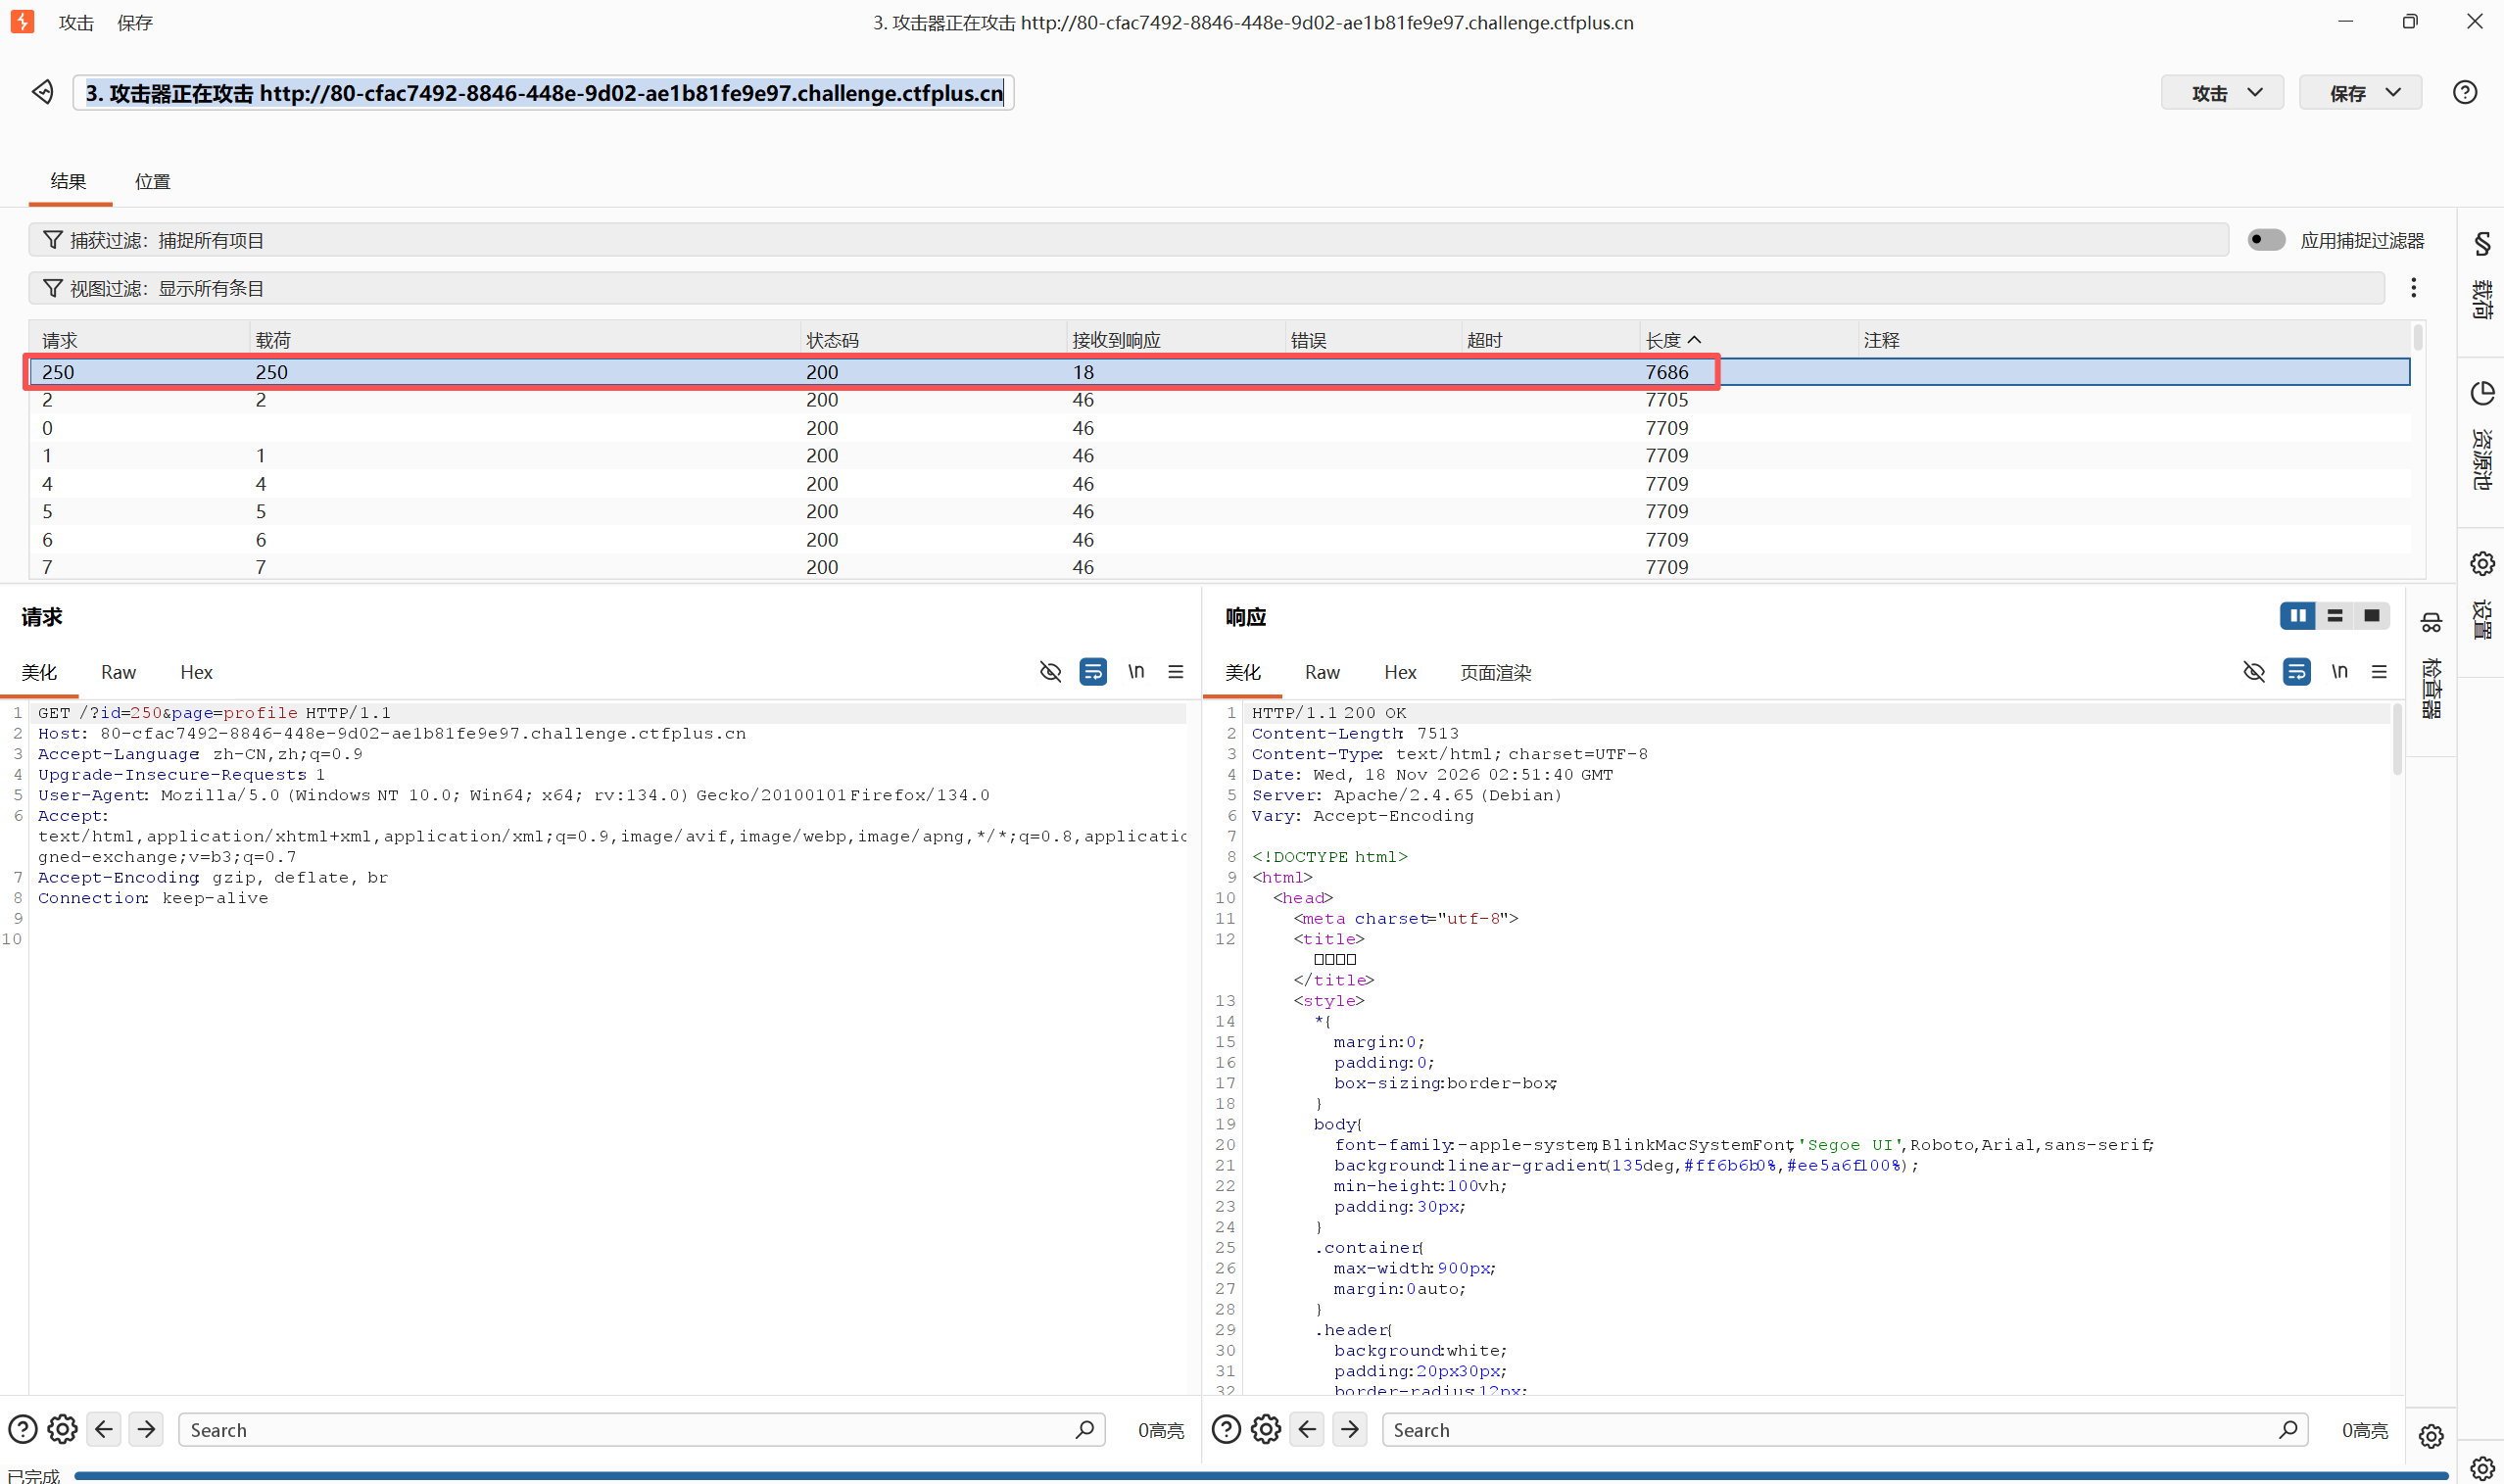 攻击 保存 3. 攻击器正在攻击 http://80-cfac7492-8846-448e-9d02-ae1b81fe9e97.challenge.ctfplus.cn
3. 攻击器正在攻击 http://80-cfac7492-8846-448e-9d02-ae1b81fe9e97.challenge.ctfplus.cn 攻击 保存
结果 位置
捕获过滤：捕捉所有项目 应用捕捉过滤器
视图过滤：显示所有条目
请求 载荷 状态码 接收到响应 错误 超时 长度 注释
250 250 200 18 7686
2 2 200 46 7705
0 200 46 7709
1 1 200 46 7709
4 4 200 46 7709
5 5 200 46 7709
6 6 200 46 7709
7 7 200 46 7709
载荷
资源池
设置
请求
美化 Raw Hex \n
1 GET /?id=250&page=profile HTTP/1.1
2 Host: 80-cfac7492-8846-448e-9d02-ae1b81fe9e97.challenge.ctfplus.cn
3 Accept-Language: zh-CN,zh;q=0.9
4 Upgrade-Insecure-Requests: 1
5 User-Agent: Mozilla/5.0 (Windows NT 10.0; Win64; x64; rv:134.0) Gecko/20100101 Firefox/134.0
6 Accept:
text/html,application/xhtml+xml,application/xml;q=0.9,image/avif,image/webp,image/apng,*/*;q=0.8,applicatio
gned-exchange;v=b3;q=0.7
7 Accept-Encoding: gzip, deflate, br
8 Connection: keep-alive
9
10
Search 0高亮
响应
美化 Raw Hex 页面渲染 \n
检查器
1 HTTP/1.1 200 OK
2 Content-Length: 7513
3 Content-Type: text/html; charset=UTF-8
4 Date: Wed, 18 Nov 2026 02:51:40 GMT
5 Server: Apache/2.4.65 (Debian)
6 Vary: Accept-Encoding
7
8 <!DOCTYPE html>
9 <html>
10 <head>
11 <meta charset="utf-8">
12 <title>
□□□□
</title>
13 <style>
14 *{
15 margin:0;
16 padding:0;
17 box-sizing:border-box;
18 }
19 body{
20 font-family:-apple-system,BlinkMacSystemFont,'Segoe UI',Roboto,Arial,sans-serif;
21 background:linear-gradient(135deg,#ff6b6b0%,#ee5a6f100%);
22 min-height:100vh;
23 padding:30px;
24 }
25 .container{
26 max-width:900px;
27 margin:0auto;
28 }
29 .header{
30 background:white;
31 padding:20px30px;
32 border-radius:12px;
Search 0高亮
已完成